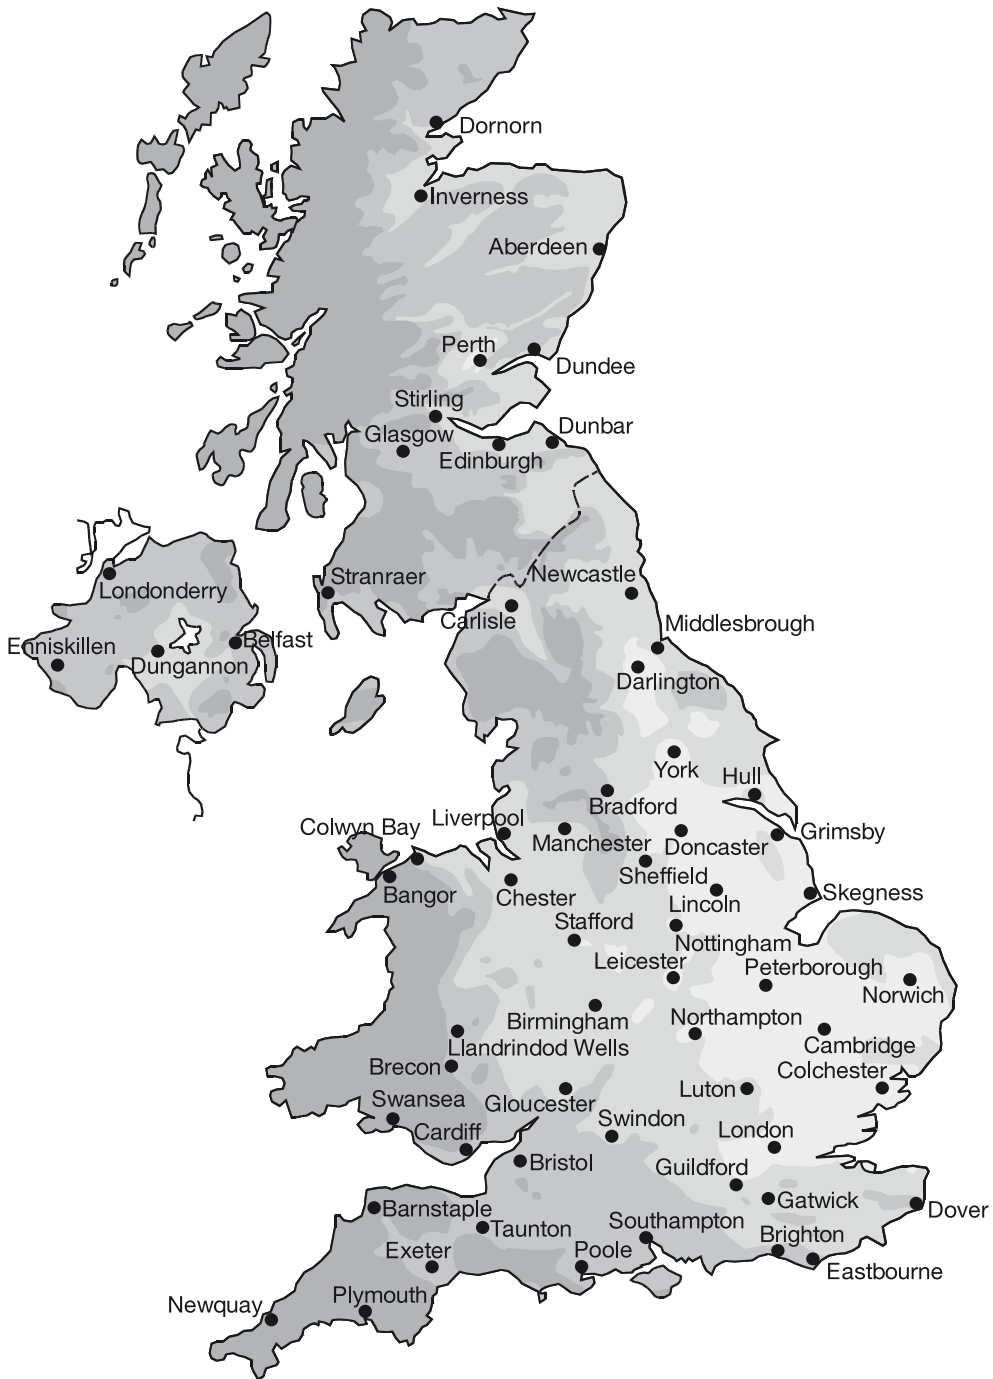 Dornorn
Inverness
Aberdeen
Perth
Dundee
Stirling
Dunbar
Glasgow
Edinburgh
Stranraer
Newcastle
Londonderry
Carlisle
Middlesbrough
Enniskillen
Belfast
Dungannon
Darlington
York
Hull
Bradford
Liverpool
Colwyn Bay
Grimsby
Manchester
Doncaster
Sheffield
Bangor
Chester
Skegness
Lincoln
Stafford
Nottingham
Leicester
Peterborough
Norwich
Birmingham
Northampton
Llandrindod Wells
Cambridge
Brecon
Colchester
Luton
Swansea
Gloucester
Swindon
Cardiff
London
Bristol
Guildford
Gatwick
Barnstaple
Dover
Southampton
Taunton
Brighton
Exeter
Poole
Eastbourne
Plymouth
Newquay